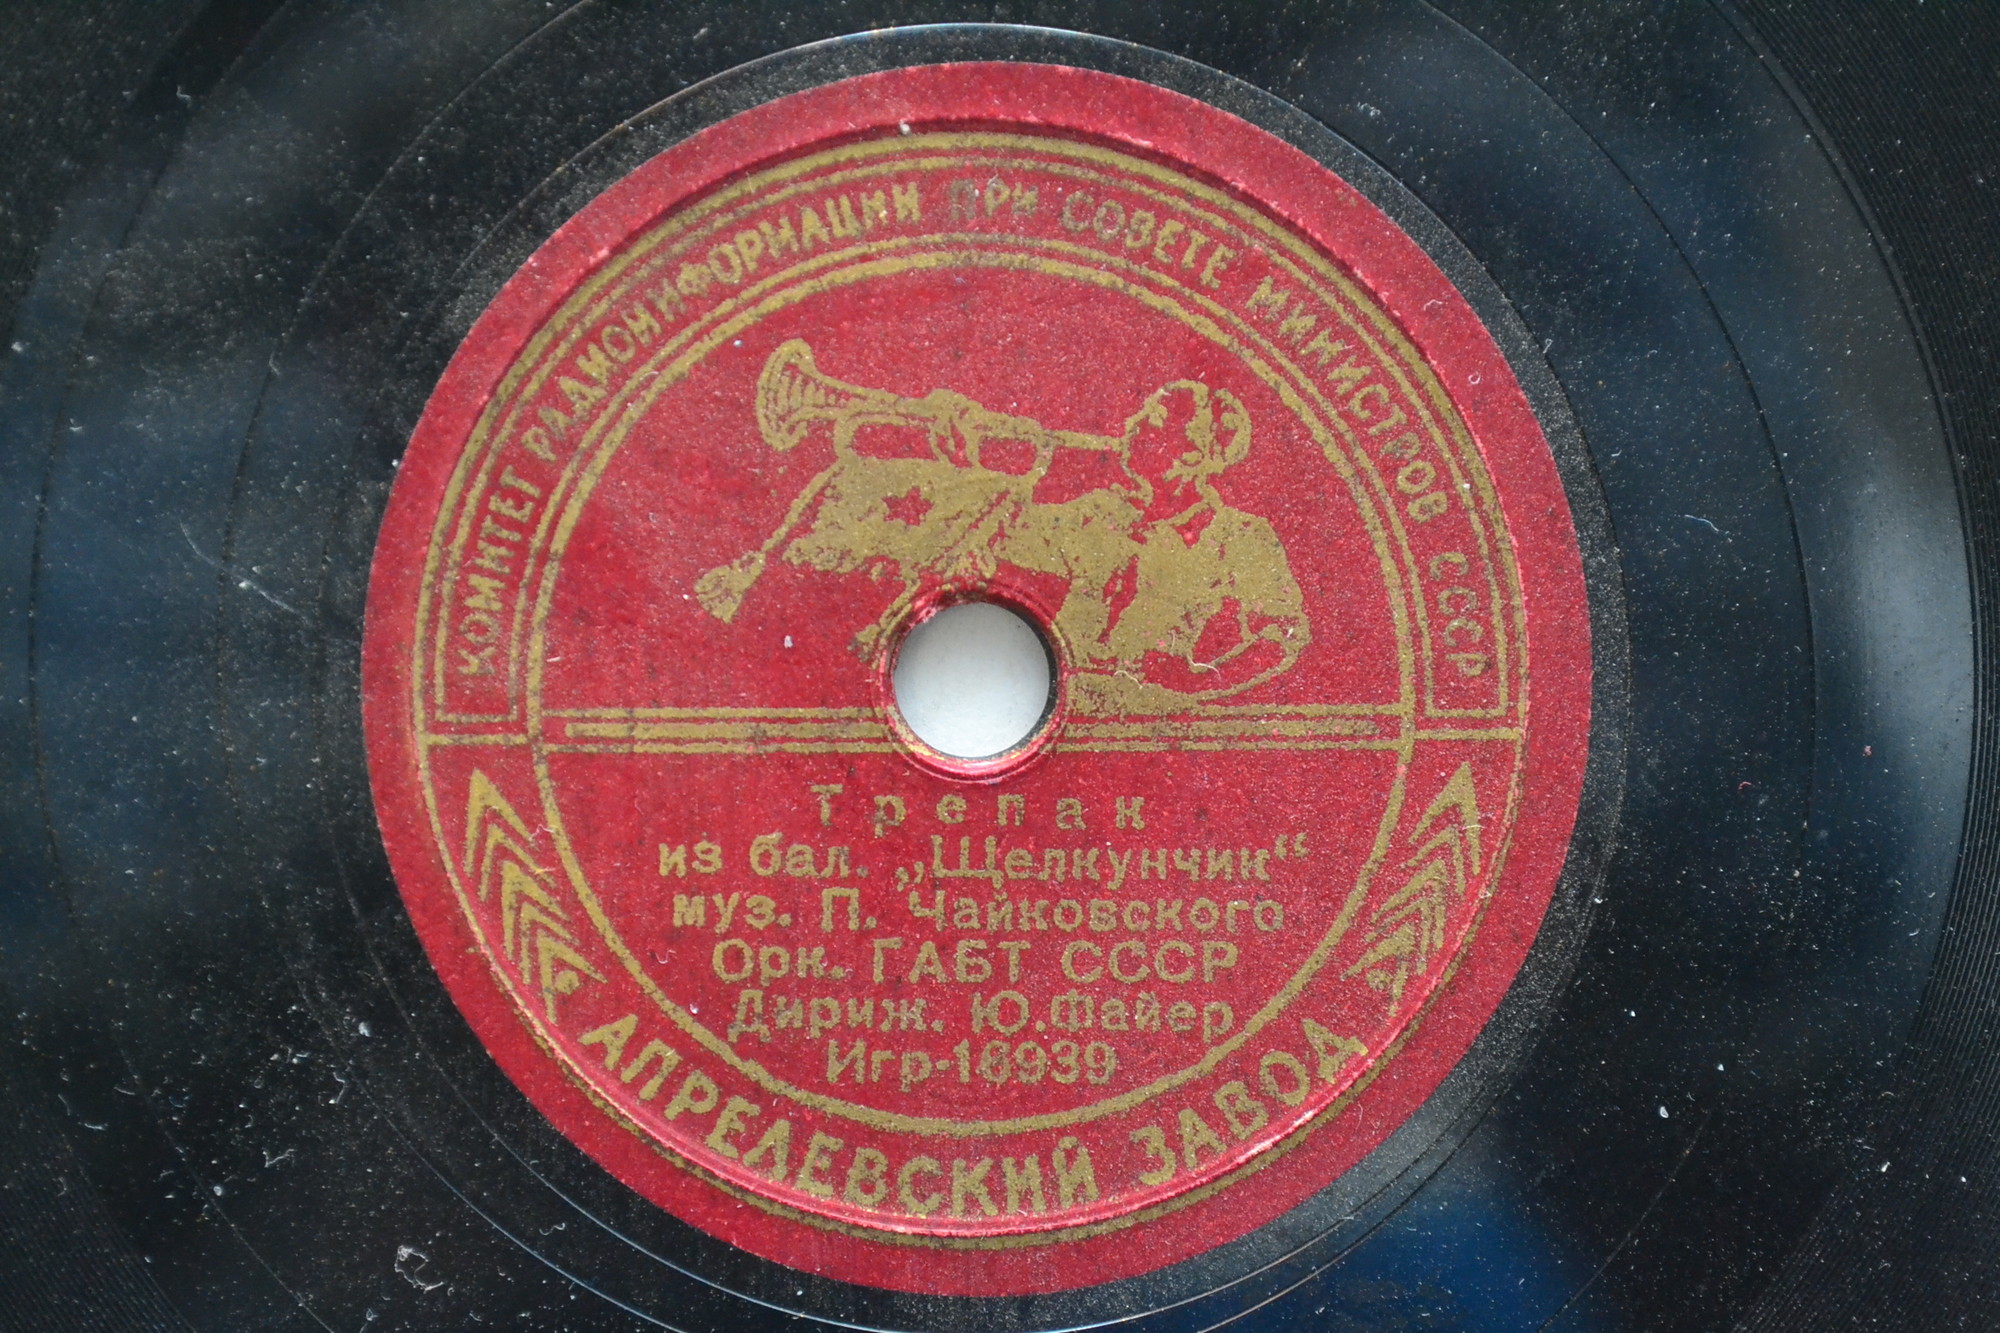 КОМИТЕТ РАДИОИНФОРМАЦИИ ПРИ СОВЕТЕ МИНИСТРОВ СССР
Трепак
из бал. „Щелкунчик“
муз. П. Чайковского
Орк. ГАБТ СССР
Дириж. Ю. Файер
Игр-16939
АПРЕЛЕВСКИЙ ЗАВОД